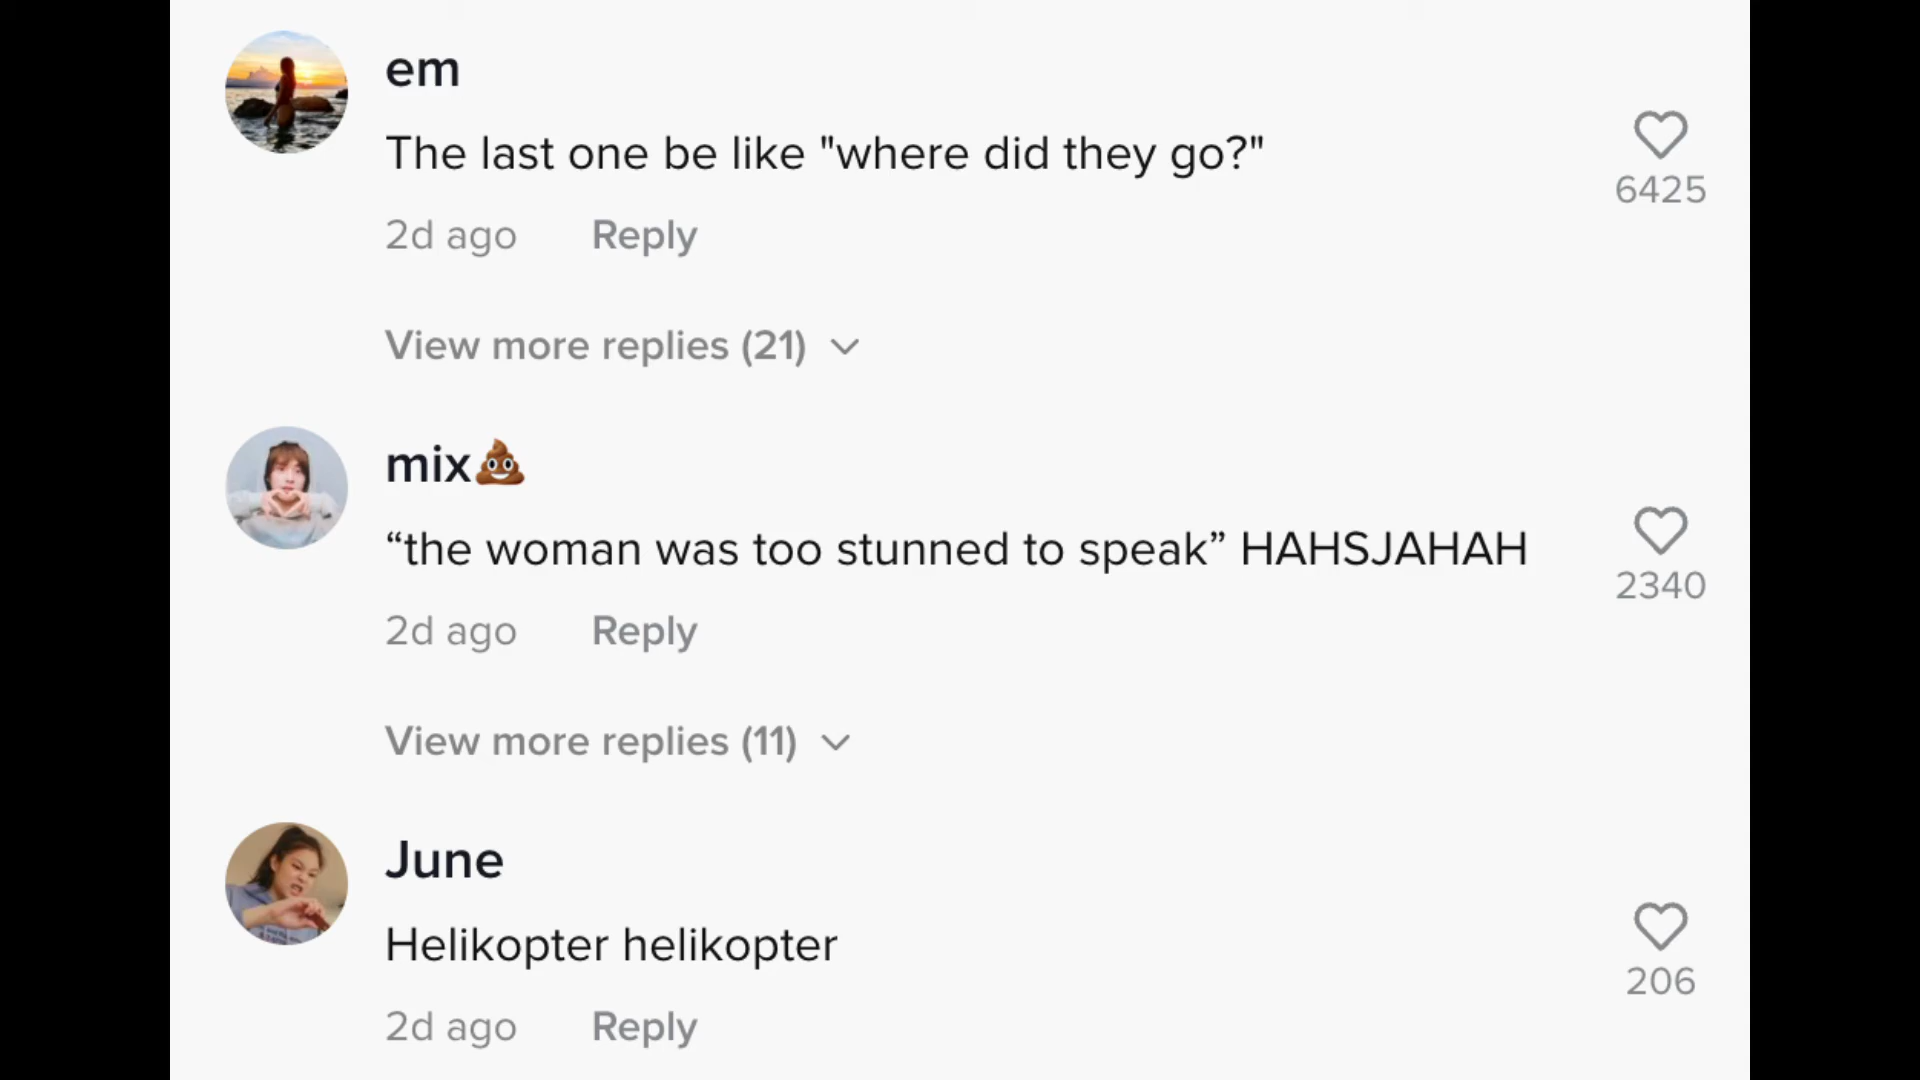 em
The last one be like "where did they go?"
6425
2d ago Reply
View more replies (21)
mix💩
“the woman was too stunned to speak” HAHSJAHAH
2340
2d ago Reply
View more replies (11)
June
Helikopter helikopter
206
2d ago Reply